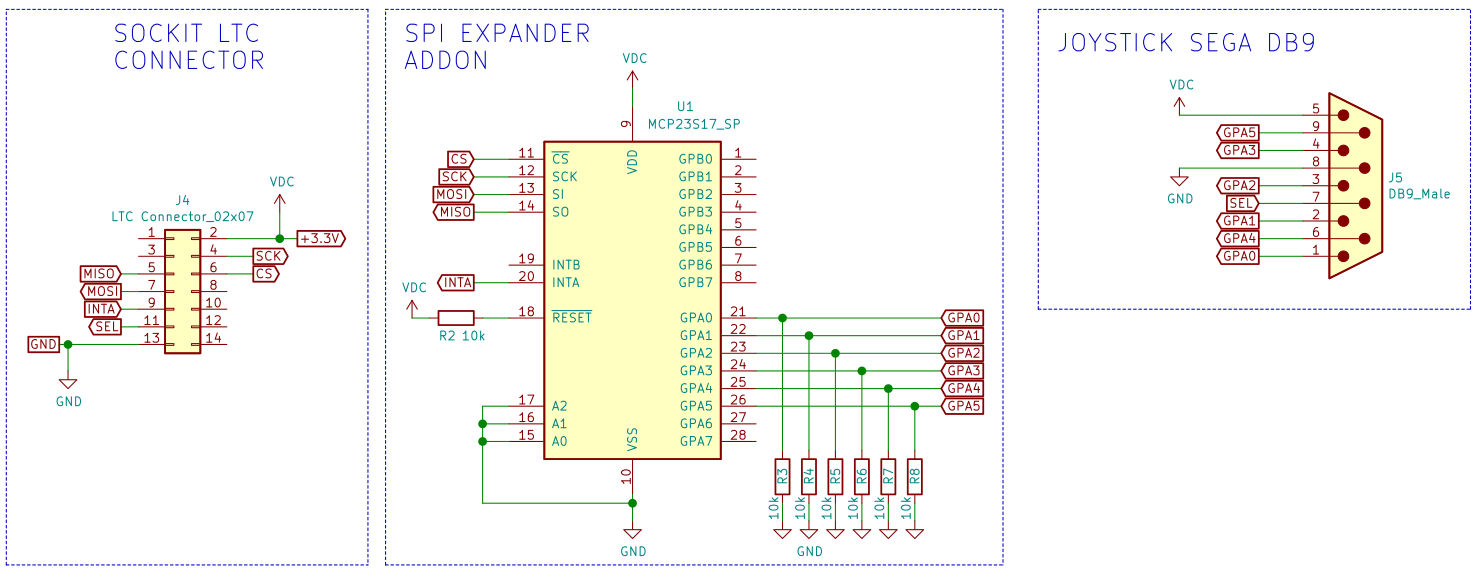 SOCKIT LTC
CONNECTOR
VDC
J4
LTC Connector_02x07
1 2
+3.3V
3 4 SCK
MISO 5 6 CS
MOSI 7 8
INTA 9 10
SEL 11 12
GND 13 14
GND
SPI EXPANDER
ADDON
VDC
U1
MCP23S17_SP
9
VDD
CS 11 CS GPB0 1
SCK 12 SCK GPB1 2
MOSI 13 SI GPB2 3
MISO 14 SO GPB3 4
GPB4 5
GPB5 6
19 INTB GPB6 7
INTA 20 INTA GPB7 8
VDC
R2 10k
18 RESET GPA0 21 GPA0
GPA1 22 GPA1
GPA2 23 GPA2
GPA3 24 GPA3
GPA4 25 GPA4
17 A2 GPA5 26 GPA5
16 A1 GPA6 27
15 A0 GPA7 28
VSS
10
GND
R3 R4 R5 R6 R7 R8
10k 10k 10k 10k 10k 10k
GND
JOYSTICK SEGA DB9
VDC
5
GPA5 9
GPA3 4
8
GND
GPA2 3
SEL 7
GPA1 2
GPA4 6
GPA0 1
J5
DB9_Male